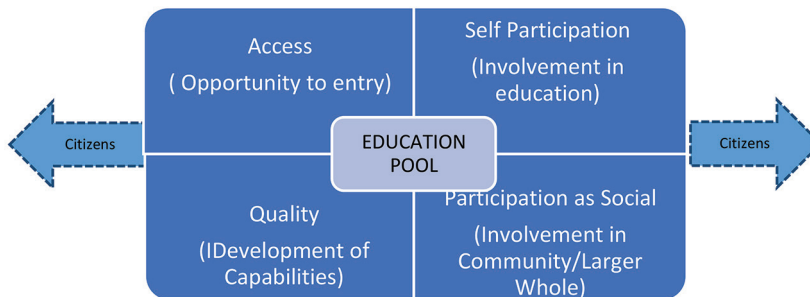 Access
( Opportunity to entry)
Self Participation
(Involvement in
education)
Citizens
EDUCATION
POOL
Citizens
Quality
(IDevelopment of
Capabilities)
Participation as Social
(Involvement in
Community/Larger
Whole)